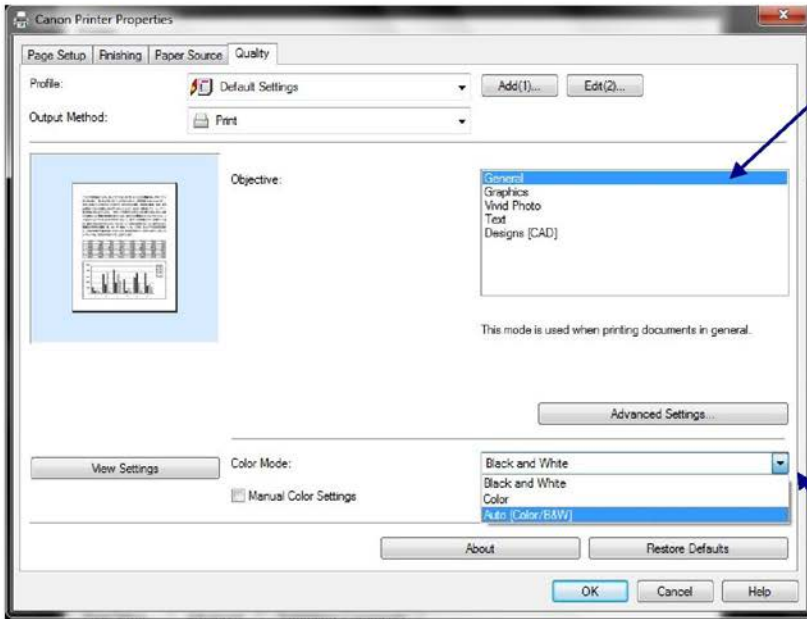 Canon Printer Properties
Page Setup Finishing Paper Source Quality
Profile: Default Settings Add(1)... Edit(2)...
Output Method: Print
Objective: General
Graphics
Vivid Photo
Text
Designs [CAD]
This mode is used when printing documents in general.
Advanced Settings...
View Settings Color Mode: Black and White
Black and White
Manual Color Settings Color
Auto [Color/B&W]
About Restore Defaults
OK Cancel Help